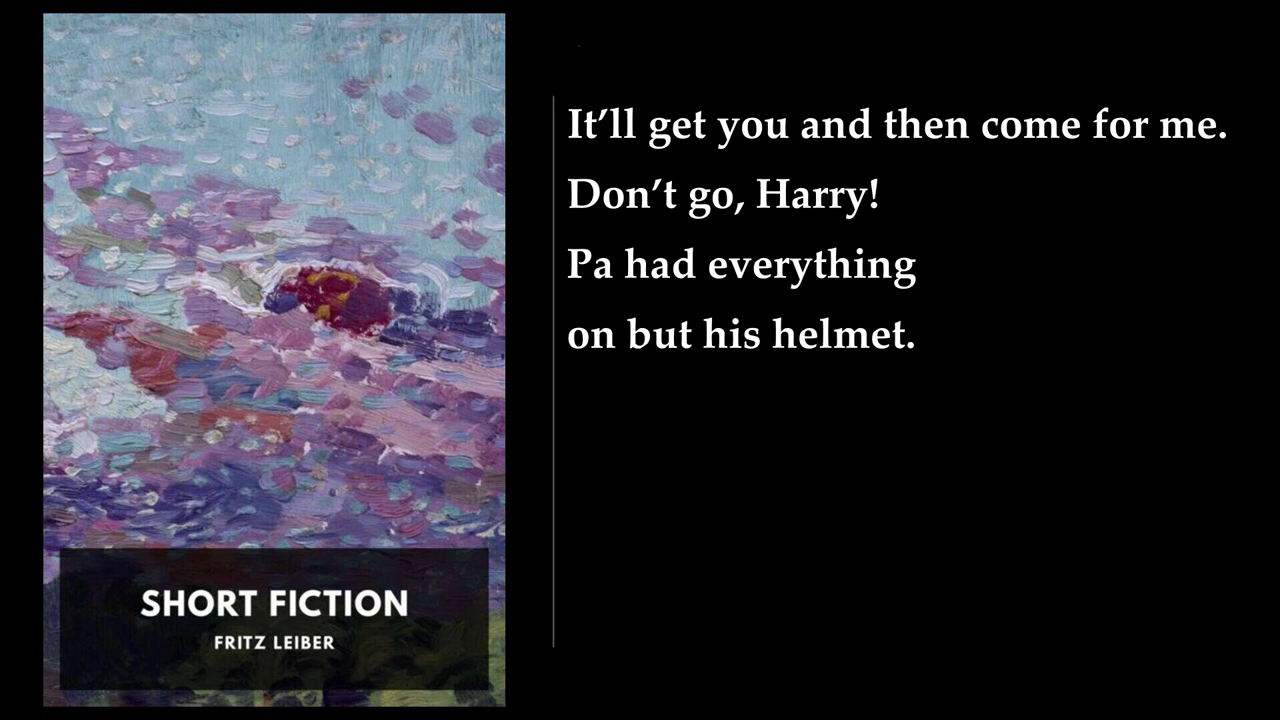 It’ll get you and then come for me.
Don’t go, Harry!
Pa had everything
on but his helmet.
SHORT FICTION
FRITZ LEIBER